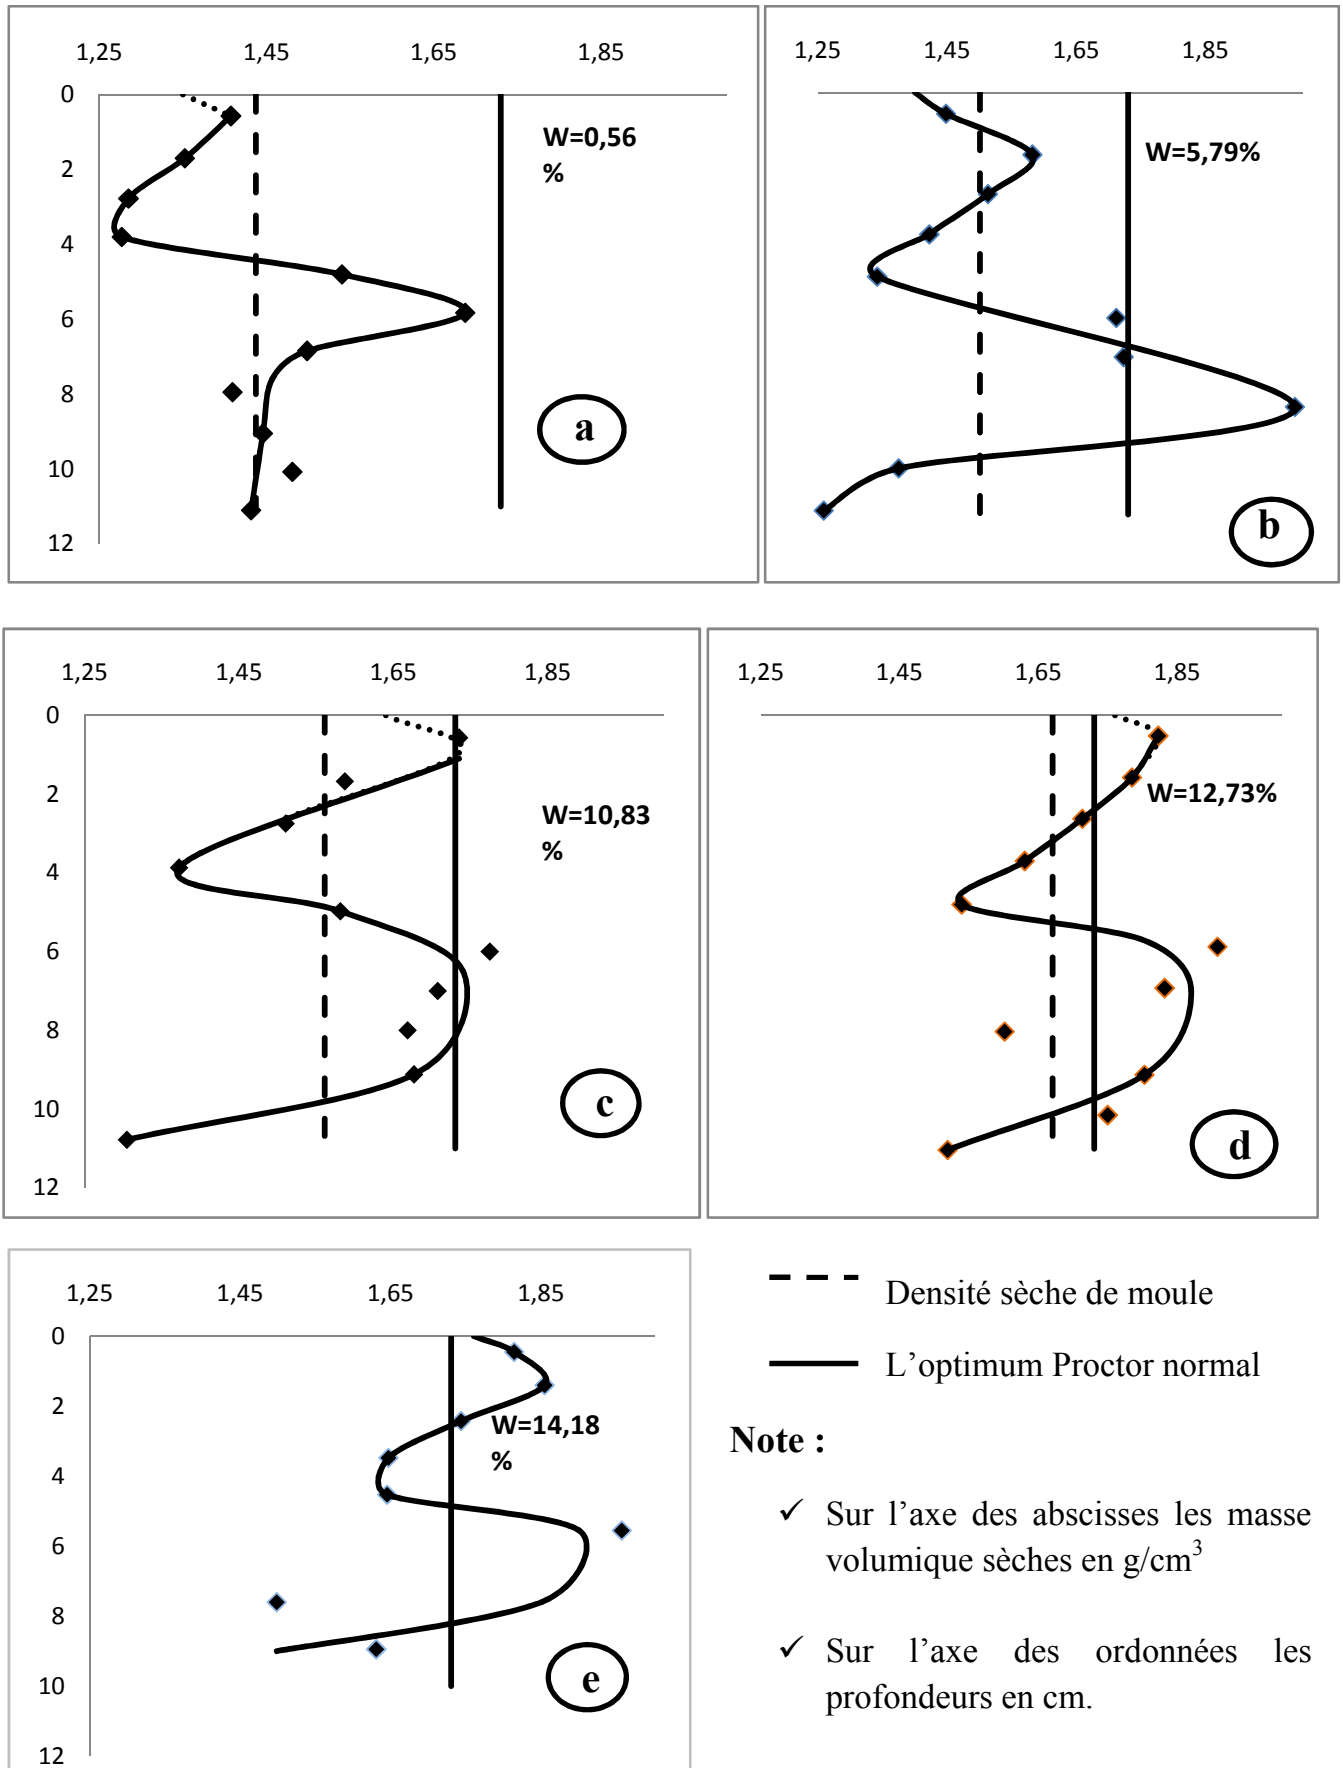 1,25 1,45 1,65 1,85
0
2
4
6
8
10
12
W=0,56
%
a
1,25 1,45 1,65 1,85
W=5,79%
b
1,25 1,45 1,65 1,85
0
2
4
6
8
10
12
W=10,83
%
c
1,25 1,45 1,65 1,85
W=12,73%
d
1,25 1,45 1,65 1,85
0
2
4
6
8
10
12
W=14,18
%
e
Densité sèche de moule
L’optimum Proctor normal
Note :
✓ Sur l’axe des abscisses les masse
volumique sèches en g/cm³
✓ Sur l’axe des ordonnées les
profondeurs en cm.